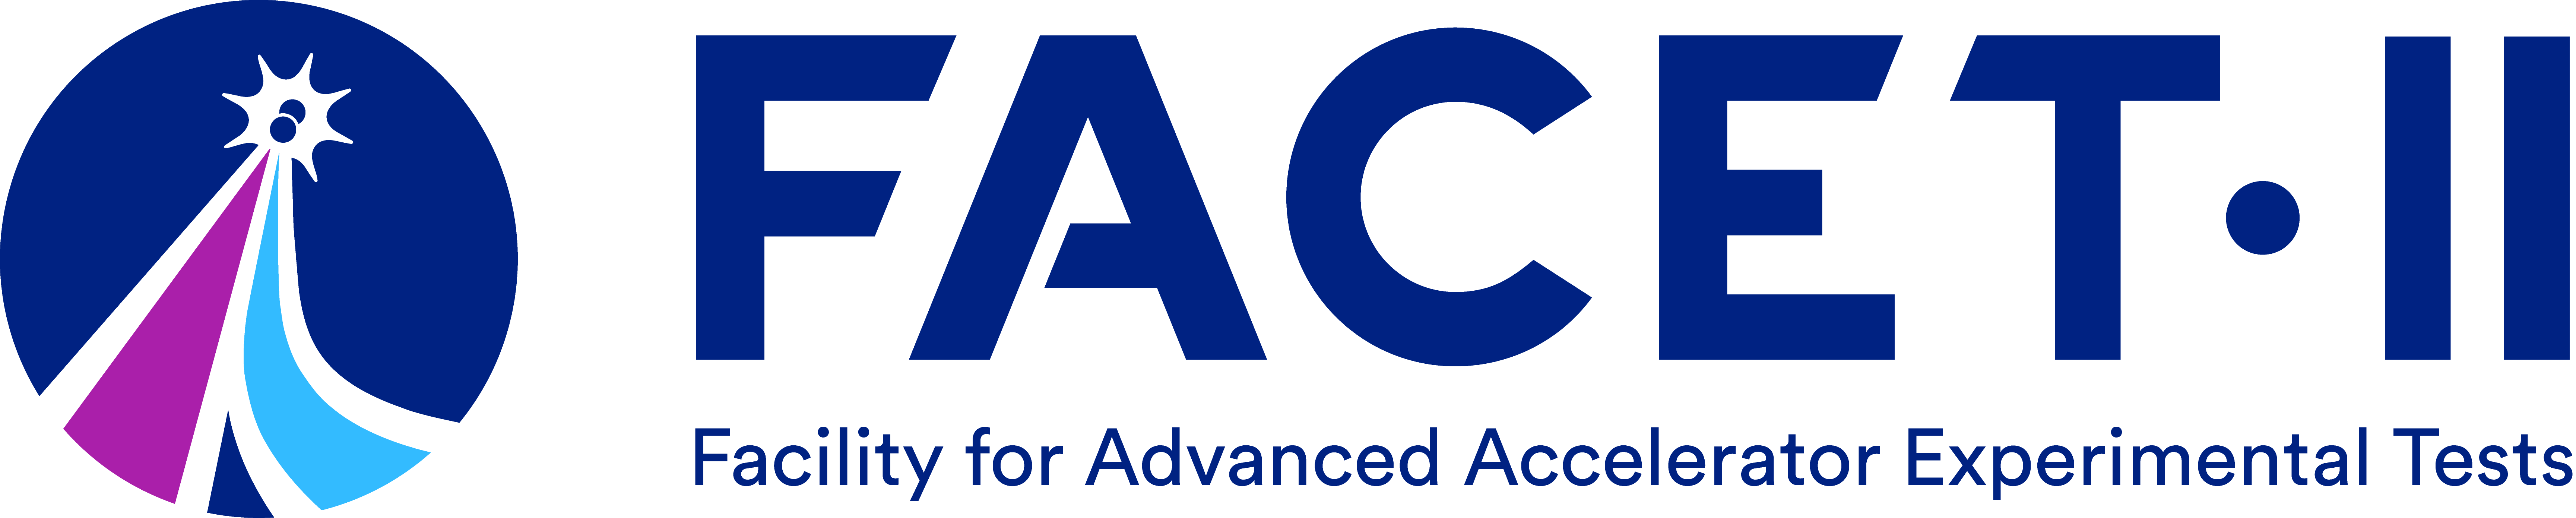 FACET·II
Facility for Advanced Accelerator Experimental Tests